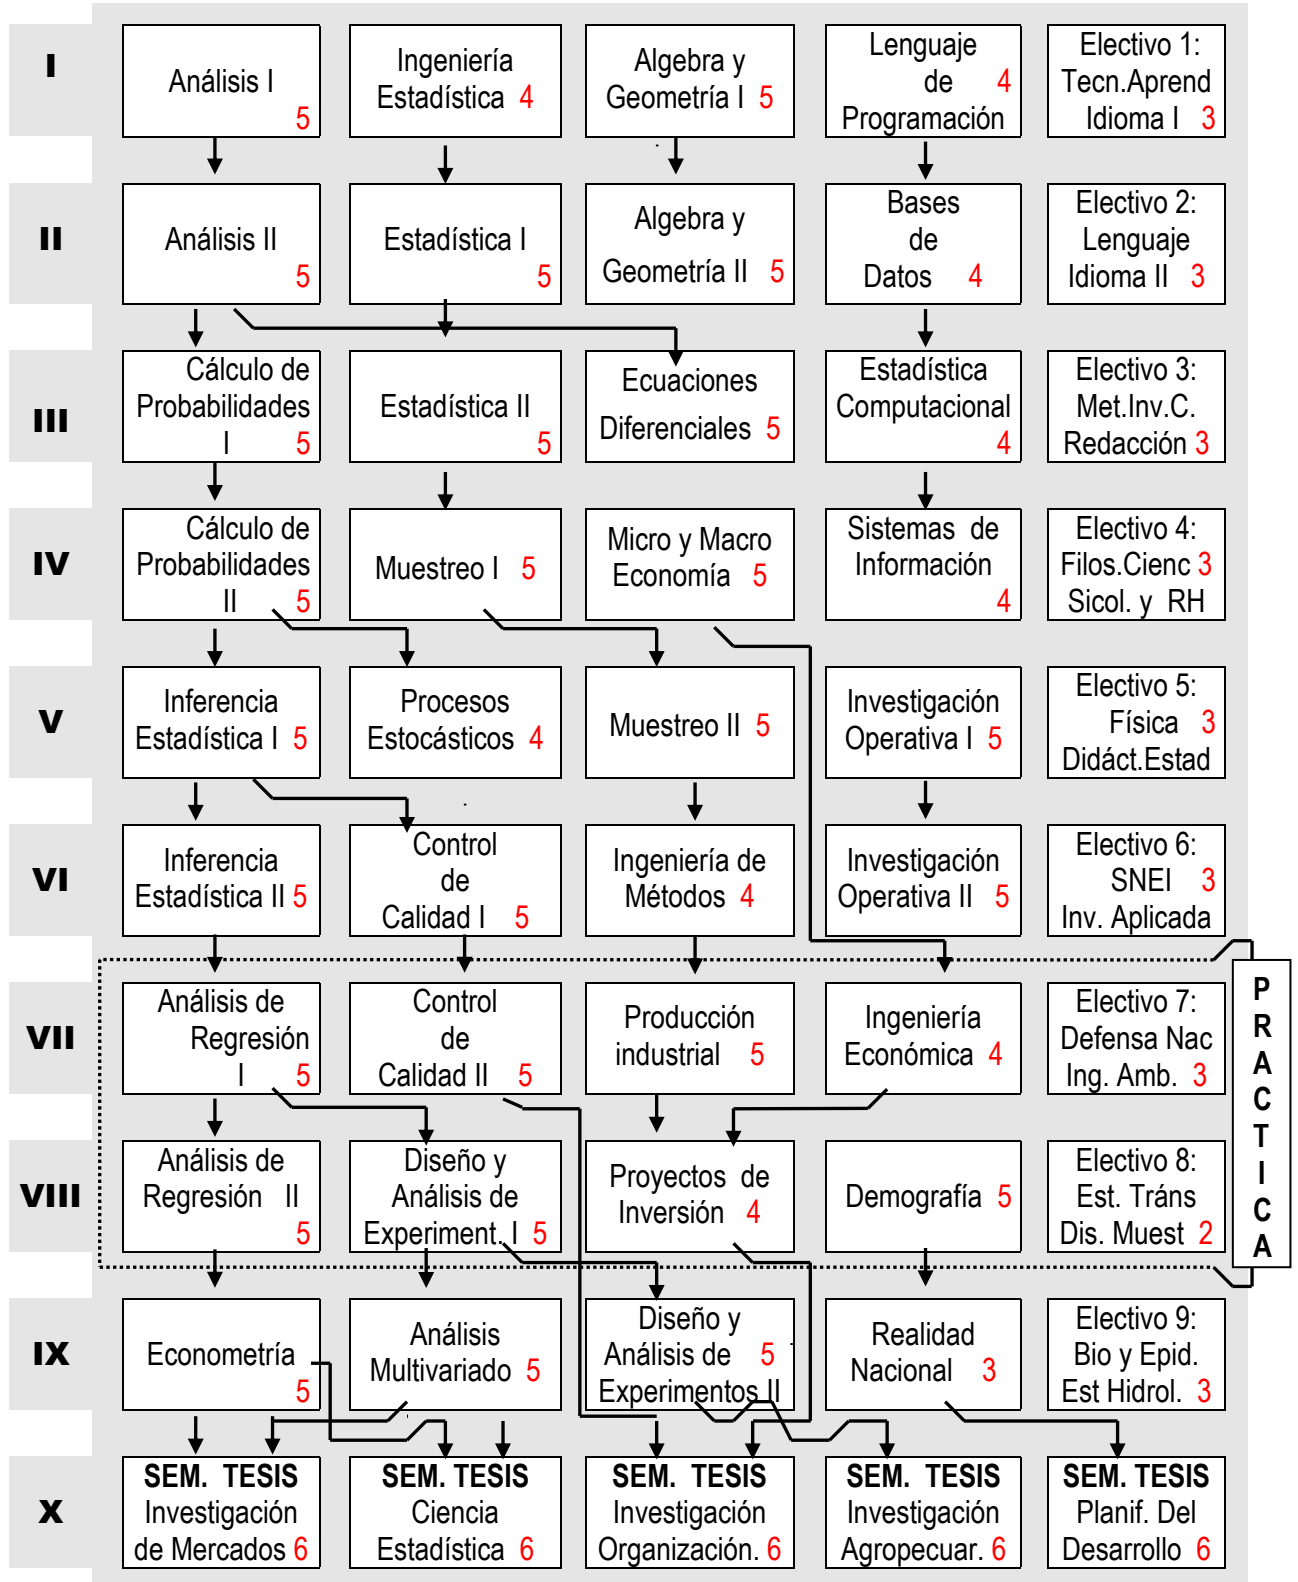 I
Análisis I
5
Ingeniería
Estadística 4
Algebra y
Geometría I 5
Lenguaje
de 4
Programación
Electivo 1:
Tecn.Aprend
Idioma I 3
II
Análisis II
5
Estadística I
5
Algebra y
Geometría II 5
Bases
de
Datos 4
Electivo 2:
Lenguaje
Idioma II 3
III
Cálculo de
Probabilidades
I 5
Estadística II
5
Ecuaciones
Diferenciales 5
Estadística
Computacional
4
Electivo 3:
Met.Inv.C.
Redacción 3
IV
Cálculo de
Probabilidades
II 5
Muestreo I 5
Micro y Macro
Economía 5
Sistemas de
Información
4
Electivo 4:
Filos.Cienc 3
Sicol. y RH
V
Inferencia
Estadística I 5
Procesos
Estocásticos 4
Muestreo II 5
Investigación
Operativa I 5
Electivo 5:
Física 3
Didáct.Estad
VI
Inferencia
Estadística II 5
Control
de
Calidad I 5
Ingeniería de
Métodos 4
Investigación
Operativa II 5
Electivo 6:
SNEI 3
Inv. Aplicada
VII
Análisis de
Regresión
I 5
Control
de
Calidad II 5
Producción
industrial 5
Ingeniería
Económica 4
Electivo 7:
Defensa Nac
Ing. Amb. 3
P
R
A
C
T
I
C
A
VIII
Análisis de
Regresión II
5
Diseño y
Análisis de
Experiment. I 5
Proyectos de
Inversión 4
Demografía 5
Electivo 8:
Est. Tráns
Dis. Muest 2
IX
Econometría
5
Análisis
Multivariado 5
Diseño y
Análisis de 5
Experimentos II
Realidad
Nacional 3
Electivo 9:
Bio y Epid.
Est Hidrol. 3
X
SEM. TESIS
Investigación
de Mercados 6
SEM. TESIS
Ciencia
Estadística 6
SEM. TESIS
Investigación
Organización. 6
SEM. TESIS
Investigación
Agropecuar. 6
SEM. TESIS
Planif. Del
Desarrollo 6